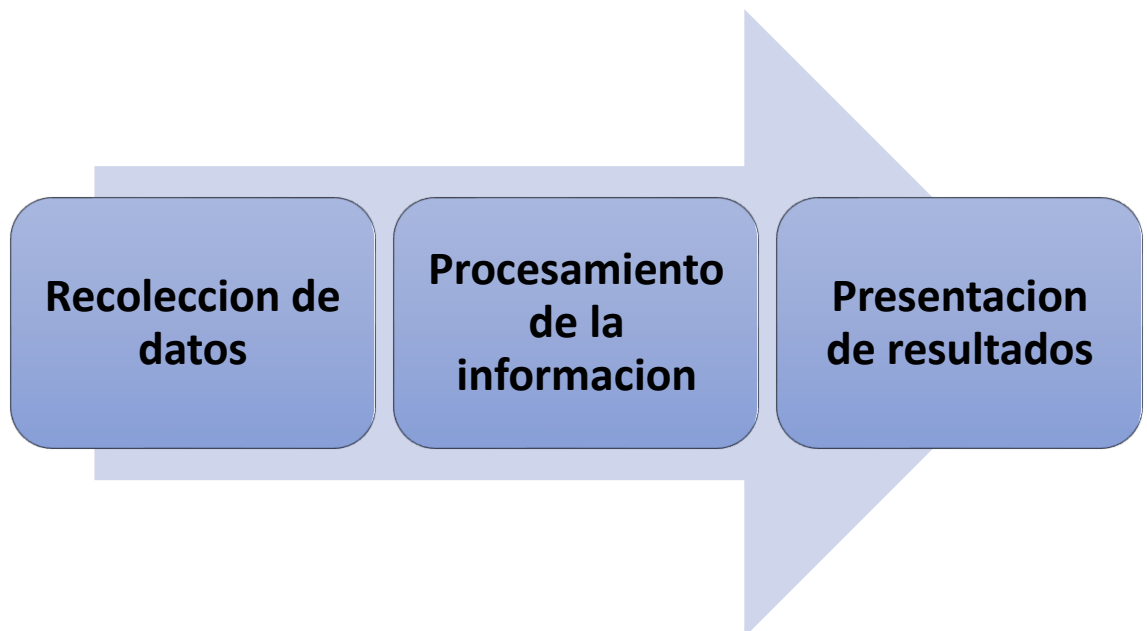 Recoleccion de
datos
Procesamiento
de la
informacion
Presentacion
de resultados